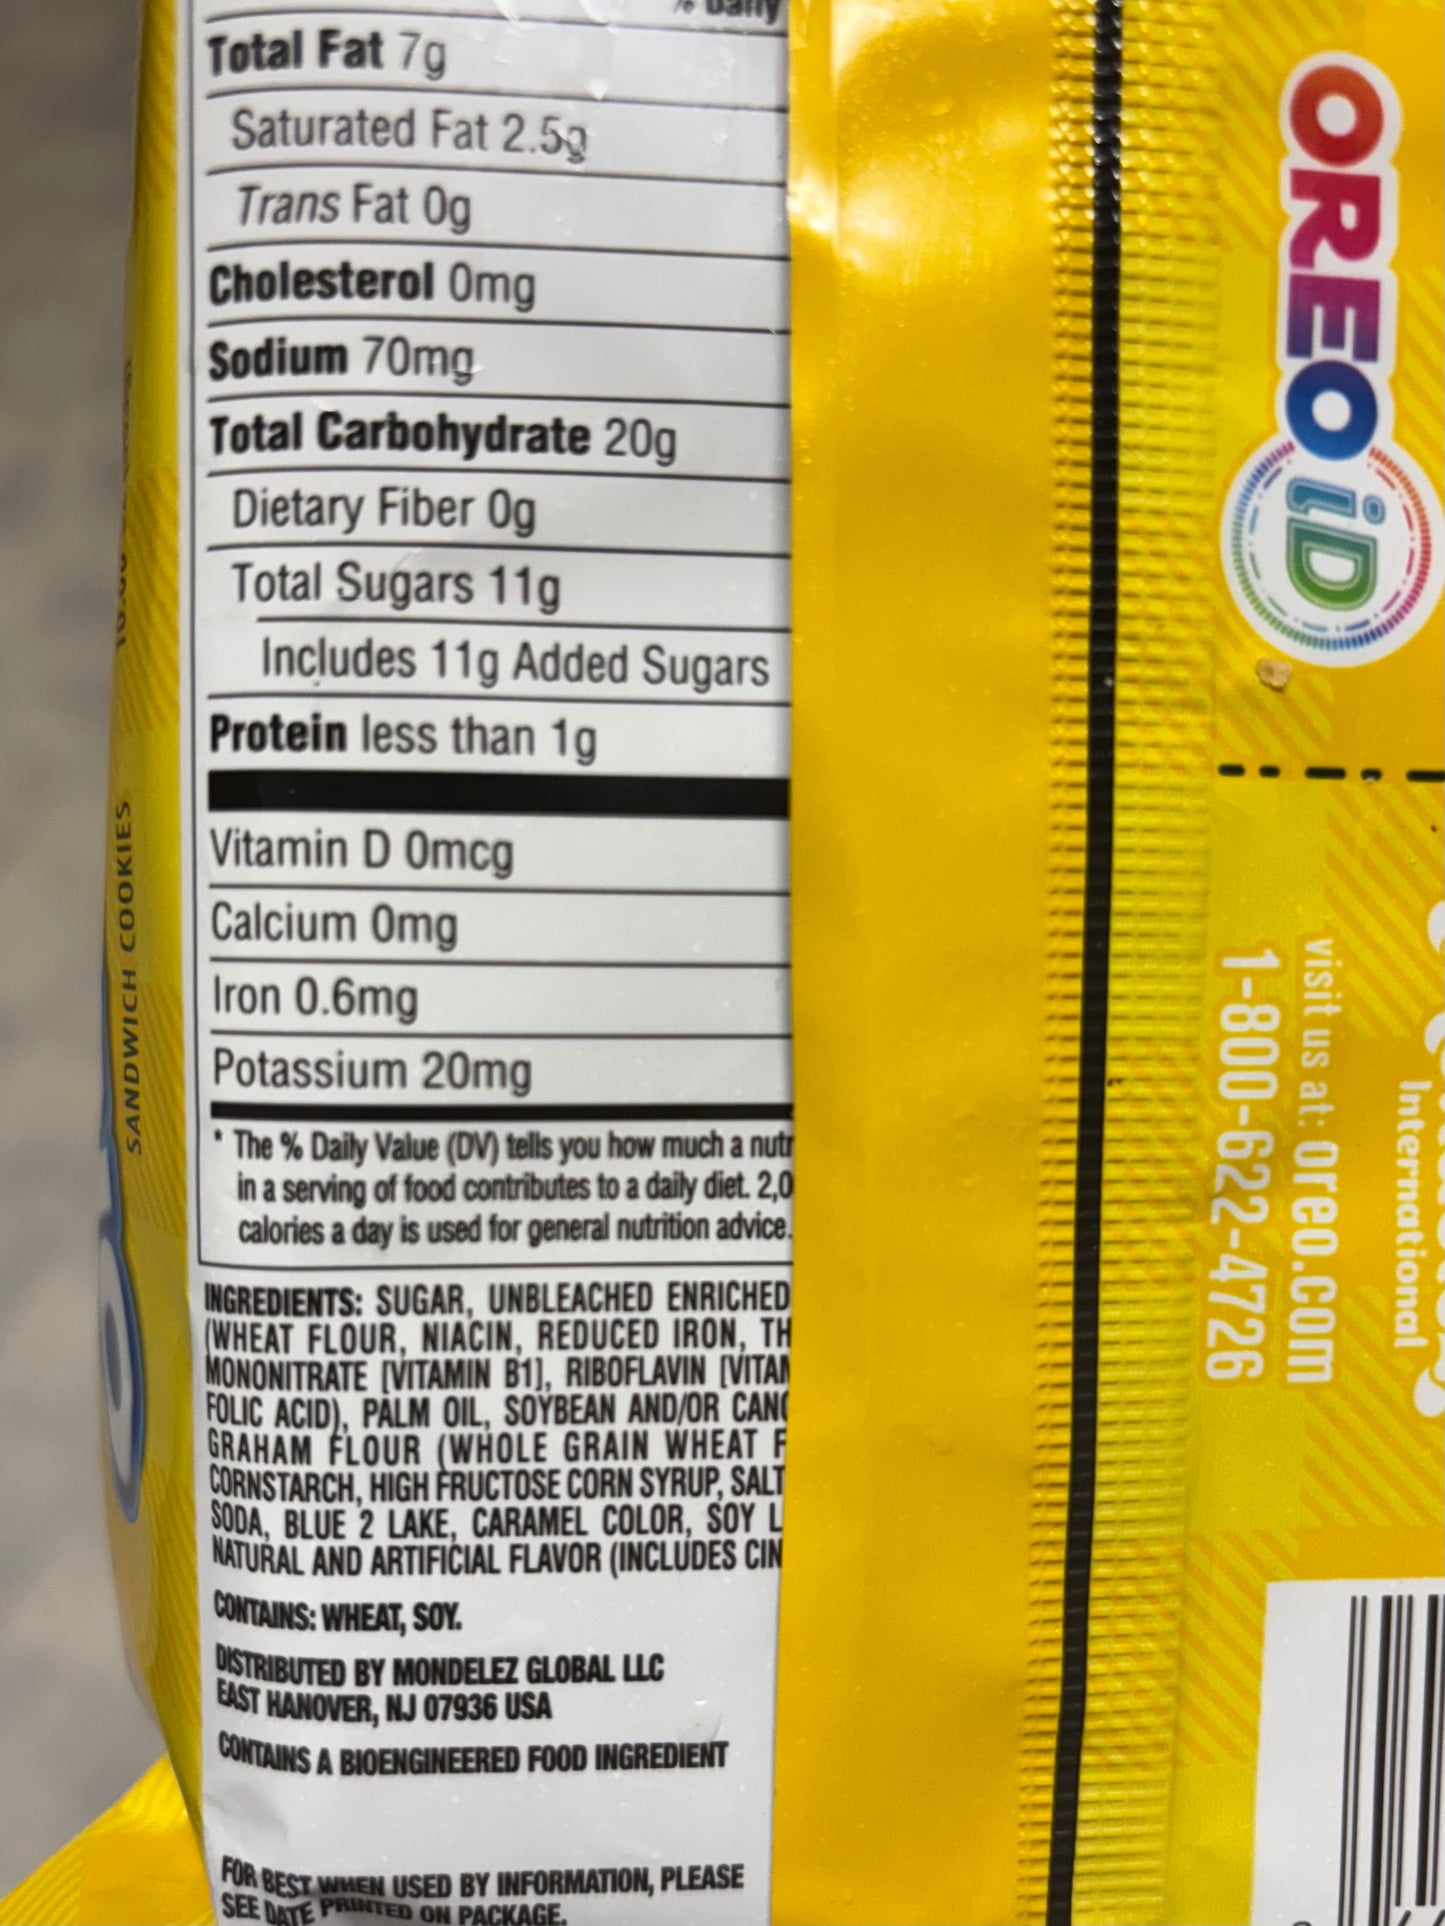 % Daily
Total Fat 7g
Saturated Fat 2.5g
Trans Fat 0g
Cholesterol 0mg
Sodium 70mg
Total Carbohydrate 20g
Dietary Fiber 0g
Total Sugars 11g
Includes 11g Added Sugars
Protein less than 1g
Vitamin D 0mcg
Calcium 0mg
Iron 0.6mg
Potassium 20mg
* The % Daily Value (DV) tells you how much a nutr
in a serving of food contributes to a daily diet. 2,0
calories a day is used for general nutrition advice.
INGREDIENTS: SUGAR, UNBLEACHED ENRICHED
(WHEAT FLOUR, NIACIN, REDUCED IRON, TH
MONONITRATE [VITAMIN B1], RIBOFLAVIN [VITAM
FOLIC ACID), PALM OIL, SOYBEAN AND/OR CANO
GRAHAM FLOUR (WHOLE GRAIN WHEAT F
CORNSTARCH, HIGH FRUCTOSE CORN SYRUP, SALT
SODA, BLUE 2 LAKE, CARAMEL COLOR, SOY L
NATURAL AND ARTIFICIAL FLAVOR (INCLUDES CIN
CONTAINS: WHEAT, SOY.
DISTRIBUTED BY MONDELEZ GLOBAL LLC
EAST HANOVER, NJ 07936 USA
CONTAINS A BIOENGINEERED FOOD INGREDIENT
FOR BEST WHEN USED BY INFORMATION, PLEASE
SEE DATE PRINTED ON PACKAGE.
SANDWICH COOKIES
OREOiD
International
visit us at: oreo.com
1-800-622-4726